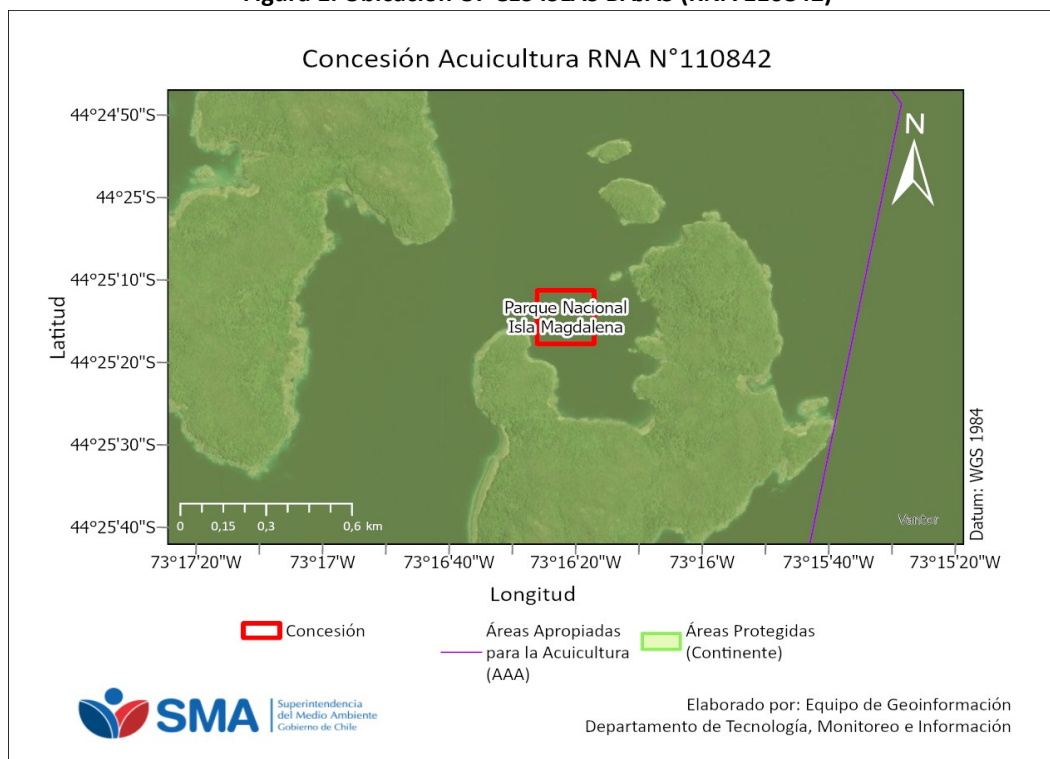 Concesión Acuicultura RNA N°110842
44°24'50"S
44°25'S
44°25'10"S
44°25'20"S
44°25'30"S
44°25'40"S
Latitud
N
Parque Nacional
Isla Magdalena
Datum: WGS 1984
Vantor
0 0,15 0,3 0,6 km
73°17'20"W 73°17'W 73°16'40"W 73°16'20"W 73°16'W 73°15'40"W 73°15'20"W
Longitud
Concesión
Áreas Apropiadas
para la Acuicultura
(AAA)
Áreas Protegidas
(Continente)
SMA
Superintendencia
del Medio Ambiente
Gobierno de Chile
Elaborado por: Equipo de Geoinformación
Departamento de Tecnología, Monitoreo e Información